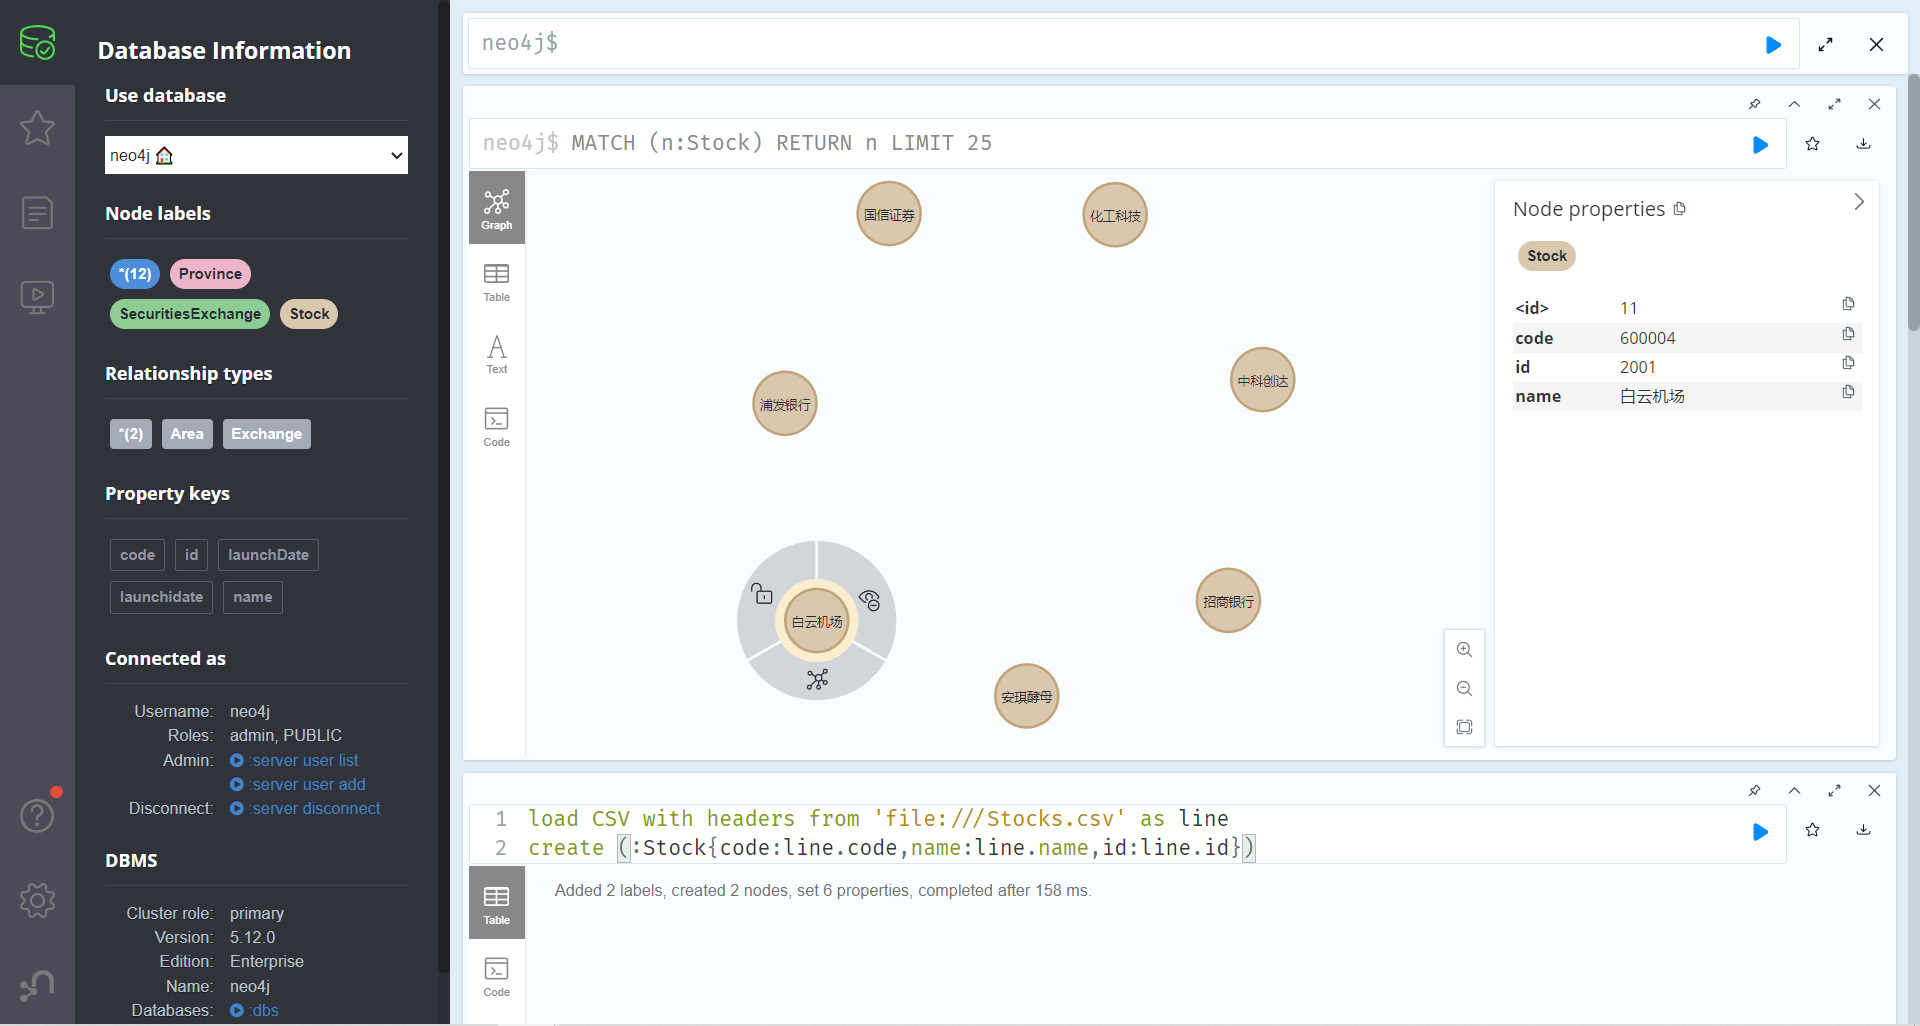 Database Information
Use database
neo4j
Node labels
*(12) Province
SecuritiesExchange Stock
Relationship types
*(2) Area Exchange
Property keys
code id launchDate
launchidate name
Connected as
Username: neo4j
Roles: admin, PUBLIC
Admin: :server user list
:server user add
Disconnect: :server disconnect
DBMS
Cluster role: primary
Version: 5.12.0
Edition: Enterprise
Name: neo4j
Databases: :dbs
neo4j$
neo4j$ MATCH (n:Stock) RETURN n LIMIT 25
Graph
Table
Text
Code
国信证券
化工科技
中科创达
浦发银行
招商银行
白云机场
安琪酵母
Node properties
Stock
<id> 11
code 600004
id 2001
name 白云机场
1 load CSV with headers from 'file:///Stocks.csv' as line
2 create (:Stock{code:line.code,name:line.name,id:line.id})
Table
Code
Added 2 labels, created 2 nodes, set 6 properties, completed after 158 ms.